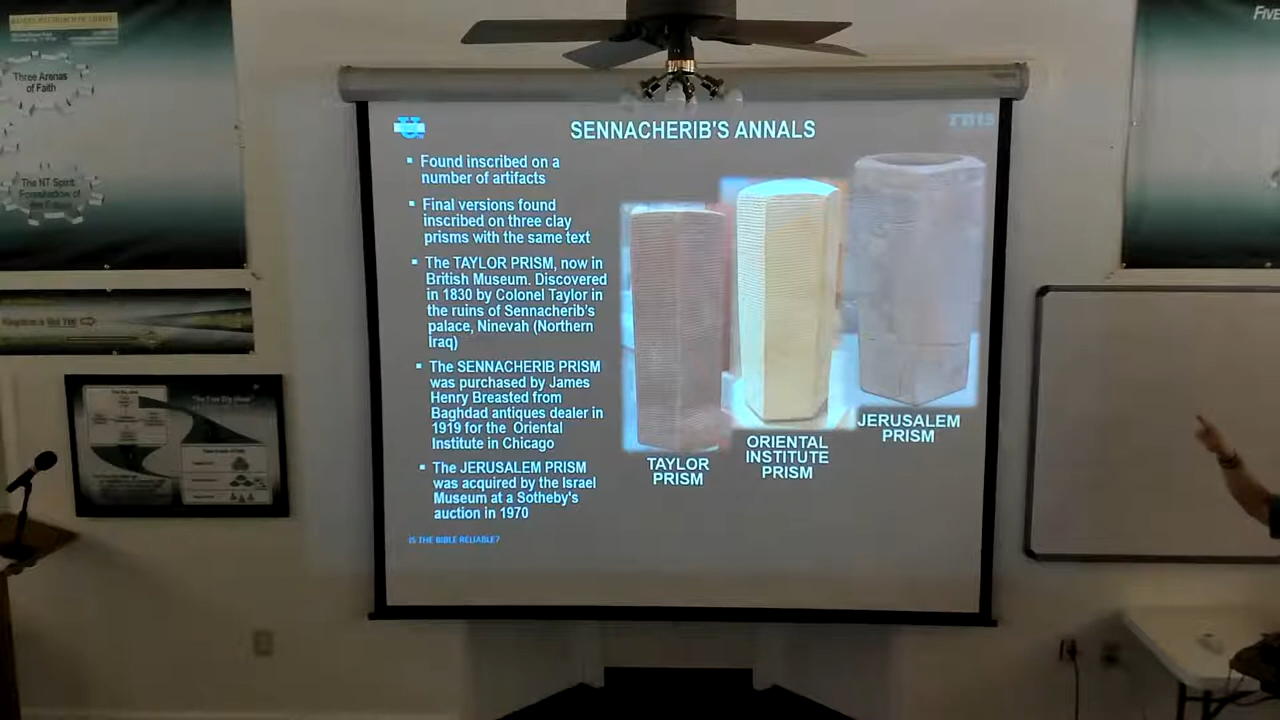 Three Arenas
of Faith
The NT Spirit:
FIVE
SENNACHERIB'S ANNALS
▪ Found inscribed on a
number of artifacts
▪ Final versions found
inscribed on three clay
prisms with the same text
▪ The TAYLOR PRISM, now in
British Museum. Discovered
in 1830 by Colonel Taylor in
the ruins of Sennacherib's
palace, Ninevah (Northern
Iraq)
▪ The SENNACHERIB PRISM
was purchased by James
Henry Breasted from
Baghdad antiques dealer in
1919 for the Oriental
Institute in Chicago
▪ The JERUSALEM PRISM
was acquired by the Israel
Museum at a Sotheby's
auction in 1970
TAYLOR
PRISM
ORIENTAL
INSTITUTE
PRISM
JERUSALEM
PRISM
IS THE BIBLE RELIABLE?